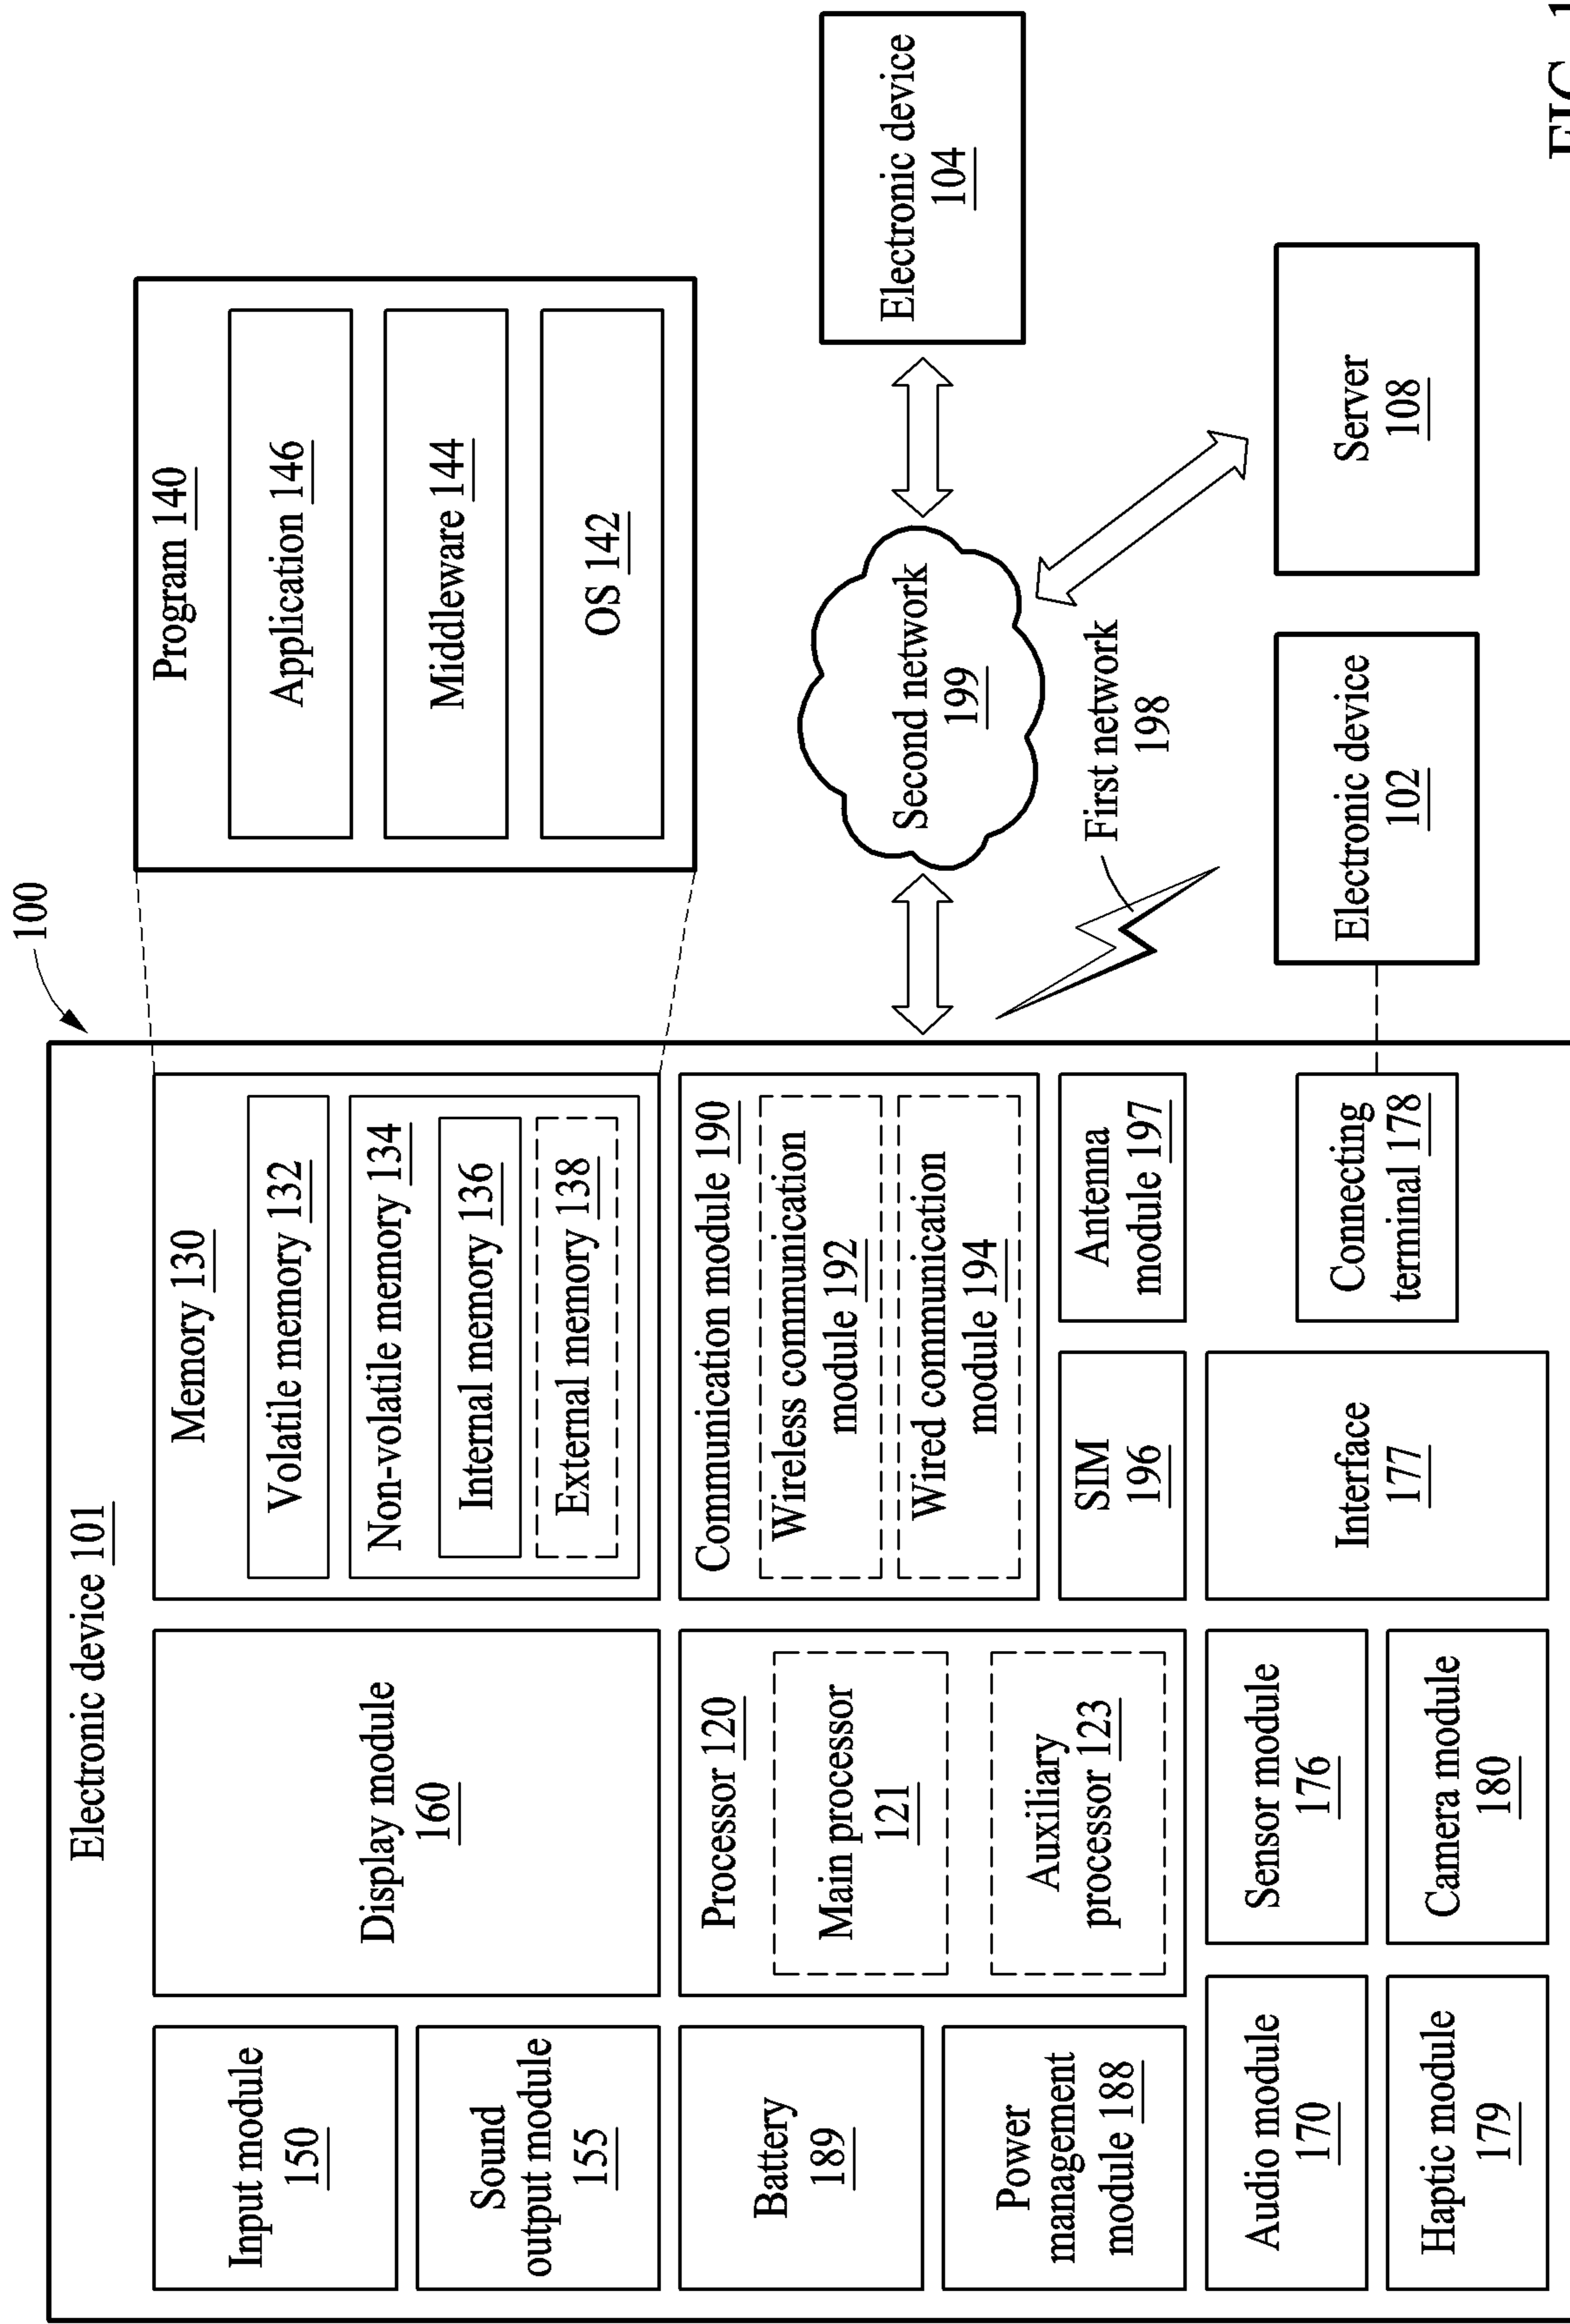 100
Electronic device 101
Input module
150
Sound
output module
155
Battery
189
Power
management
module 188
Audio module
170
Haptic module
179
Display module
160
Processor 120
Main processor
121
Auxiliary
processor 123
Sensor module
176
Camera module
180
Memory 130
Volatile memory 132
Non-volatile memory 134
Internal memory 136
External memory 138
Communication module 190
Wireless communication
module 192
Wired communication
module 194
SIM
196
Antenna
module 197
Interface
177
Connecting
terminal 178
Program 140
Application 146
Middleware 144
OS 142
Second network
199
First network
198
Electronic device
104
Server
108
Electronic device
102
FIG. 1